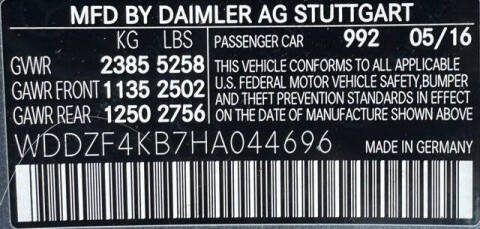 MFD BY DAIMLER AG STUTTGART
KG LBS PASSENGER CAR 992 05/16
GVWR 2385 5258
GAWR FRONT 1135 2502
GAWR REAR 1250 2756
THIS VEHICLE CONFORMS TO ALL APPLICABLE
U.S. FEDERAL MOTOR VEHICLE SAFETY,BUMPER
AND THEFT PREVENTION STANDARDS IN EFFECT
ON THE DATE OF MANUFACTURE SHOWN ABOVE
WDDZF4KB7HA044696 MADE IN GERMANY